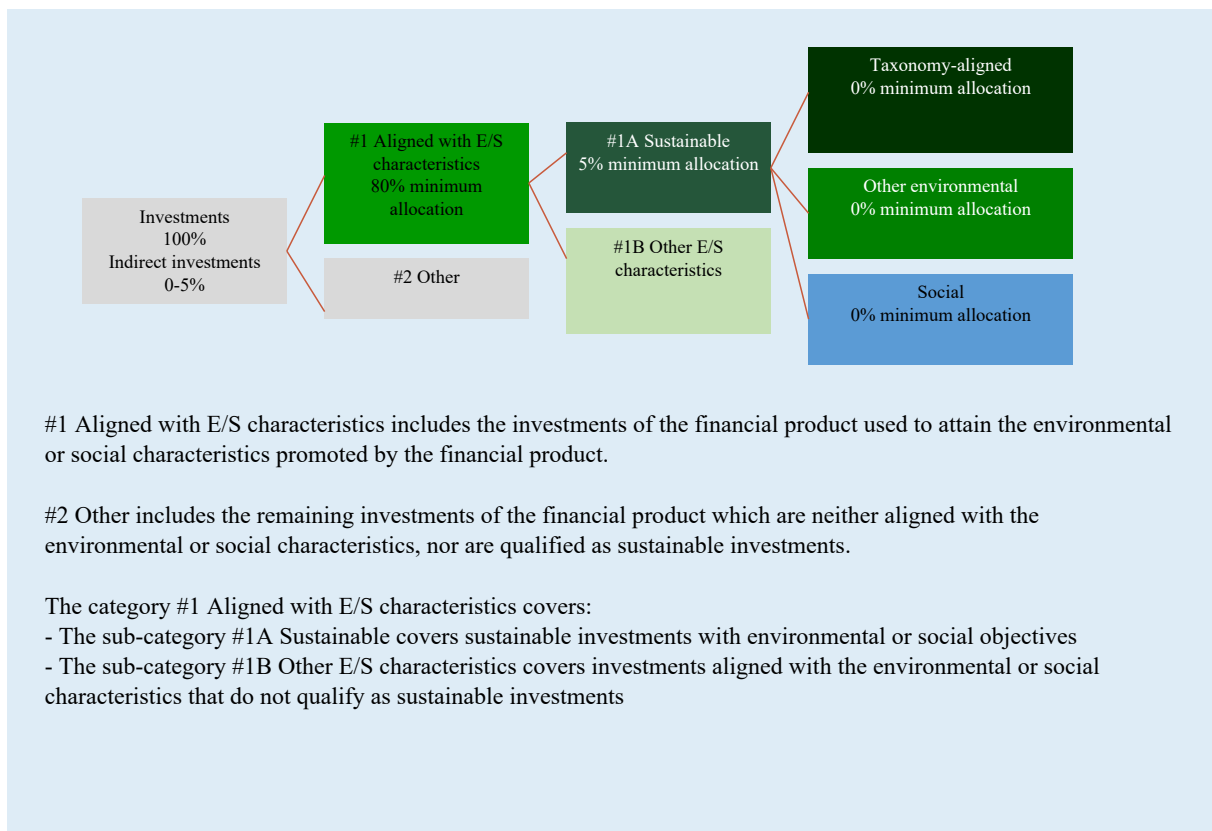 Investments
100%
Indirect investments
0-5%
#1 Aligned with E/S
characteristics
80% minimum
allocation
#2 Other
#1A Sustainable
5% minimum allocation
#1B Other E/S
characteristics
Taxonomy-aligned
0% minimum allocation
Other environmental
0% minimum allocation
Social
0% minimum allocation
#1 Aligned with E/S characteristics includes the investments of the financial product used to attain the environmental
or social characteristics promoted by the financial product.
#2 Other includes the remaining investments of the financial product which are neither aligned with the
environmental or social characteristics, nor are qualified as sustainable investments.
The category #1 Aligned with E/S characteristics covers:
- The sub-category #1A Sustainable covers sustainable investments with environmental or social objectives
- The sub-category #1B Other E/S characteristics covers investments aligned with the environmental or social
characteristics that do not qualify as sustainable investments